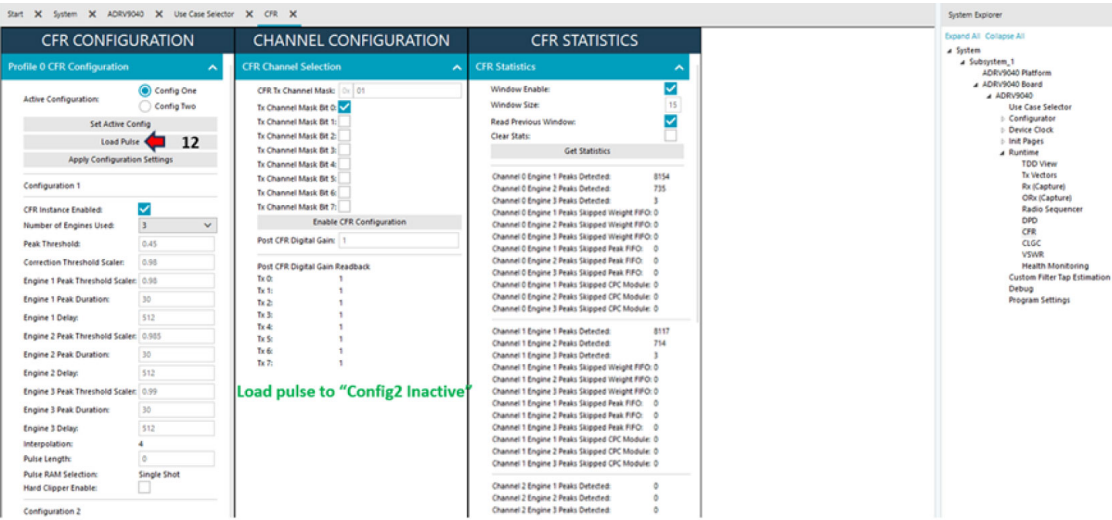 Start X System X ADRV9040 X Use Case Selector X CFR X
CFR CONFIGURATION
Profile 0 CFR Configuration
Active Configuration:
Config One
Config Two
Set Active Config
Load Pulse 12
Apply Configuration Settings
Configuration 1
CFR Instance Enabled:
Number of Engines Used: 3
Peak Threshold: 0.45
Correction Threshold Scaler: 0.98
Engine 1 Peak Threshold Scaler: 0.98
Engine 1 Peak Duration: 30
Engine 1 Delay: 512
Engine 2 Peak Threshold Scaler: 0.985
Engine 2 Peak Duration: 30
Engine 2 Delay: 512
Engine 3 Peak Threshold Scaler: 0.99
Engine 3 Peak Duration: 30
Engine 3 Delay: 512
Interpolation: 4
Pulse Length: 0
Pulse RAM Selection: Single Shot
Hard Clipper Enable:
Configuration 2
CHANNEL CONFIGURATION
CFR Channel Selection
CFR Tx Channel Mask: 0x 01
Tx Channel Mask Bit 0:
Tx Channel Mask Bit 1:
Tx Channel Mask Bit 2:
Tx Channel Mask Bit 3:
Tx Channel Mask Bit 4:
Tx Channel Mask Bit 5:
Tx Channel Mask Bit 6:
Tx Channel Mask Bit 7:
Enable CFR Configuration
Post CFR Digital Gain: 1
Post CFR Digital Gain Readback
Tx 0: 1
Tx 1: 1
Tx 2: 1
Tx 3: 1
Tx 4: 1
Tx 5: 1
Tx 6: 1
Tx 7: 1
Load pulse to “Config2 Inactive”
CFR STATISTICS
CFR Statistics
Window Enable:
Window Size: 15
Read Previous Window:
Clear Stats:
Get Statistics
Channel 0 Engine 1 Peaks Detected: 8154
Channel 0 Engine 2 Peaks Detected: 735
Channel 0 Engine 3 Peaks Detected: 3
Channel 0 Engine 1 Peaks Skipped Weight FIFO: 0
Channel 0 Engine 2 Peaks Skipped Weight FIFO: 0
Channel 0 Engine 3 Peaks Skipped Weight FIFO: 0
Channel 0 Engine 1 Peaks Skipped Peak FIFO: 0
Channel 0 Engine 2 Peaks Skipped Peak FIFO: 0
Channel 0 Engine 3 Peaks Skipped Peak FIFO: 0
Channel 0 Engine 1 Peaks Skipped CPC Module: 0
Channel 0 Engine 2 Peaks Skipped CPC Module: 0
Channel 0 Engine 3 Peaks Skipped CPC Module: 0
Channel 1 Engine 1 Peaks Detected: 8117
Channel 1 Engine 2 Peaks Detected: 714
Channel 1 Engine 3 Peaks Detected: 3
Channel 1 Engine 1 Peaks Skipped Weight FIFO: 0
Channel 1 Engine 2 Peaks Skipped Weight FIFO: 0
Channel 1 Engine 3 Peaks Skipped Weight FIFO: 0
Channel 1 Engine 1 Peaks Skipped Peak FIFO: 0
Channel 1 Engine 2 Peaks Skipped Peak FIFO: 0
Channel 1 Engine 3 Peaks Skipped Peak FIFO: 0
Channel 1 Engine 1 Peaks Skipped CPC Module: 0
Channel 1 Engine 2 Peaks Skipped CPC Module: 0
Channel 1 Engine 3 Peaks Skipped CPC Module: 0
Channel 2 Engine 1 Peaks Detected: 0
Channel 2 Engine 2 Peaks Detected: 0
Channel 2 Engine 3 Peaks Detected: 0
System Explorer
Expand All Collapse All
System
Subsystem_1
ADRV9040 Platform
ADRV9040 Board
ADRV9040
Use Case Selector
Configurator
Device Clock
Init Pages
Runtime
TDD View
Tx Vectors
Rx (Capture)
ORx (Capture)
Radio Sequencer
DPD
CFR
CLGC
VSWR
Health Monitoring
Custom Filter Tap Estimation
Debug
Program Settings